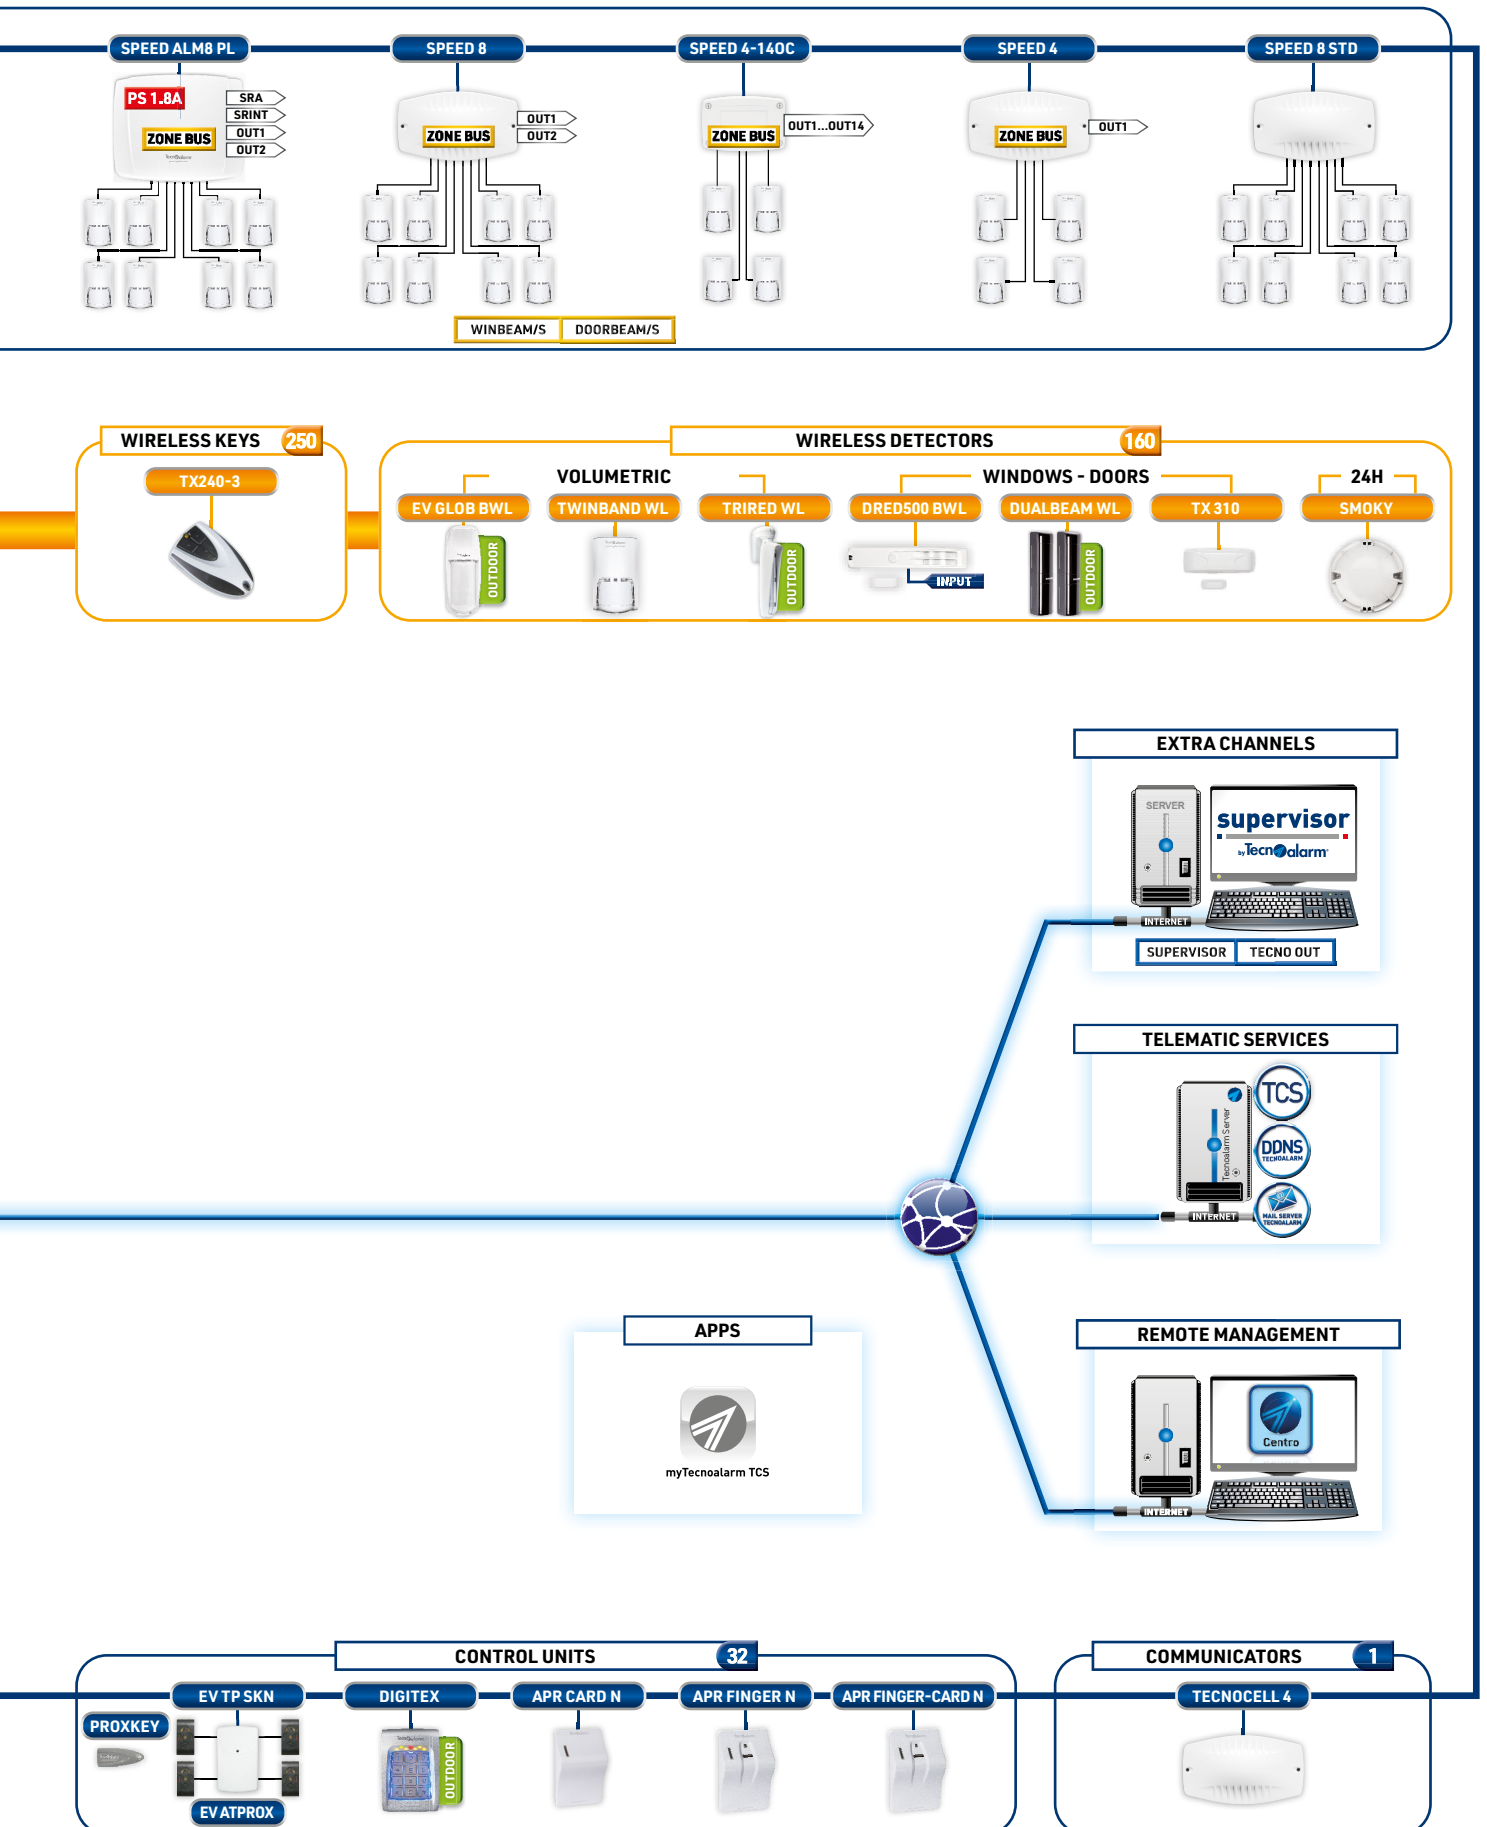 SPEED ALM8 PL
SPEED 8
SPEED 4-14OC
SPEED 4
SPEED 8 STD
PS 1.8A
ZONE BUS
SRA
SRINT
OUT1
OUT2
ZONE BUS
OUT1
OUT2
ZONE BUS
OUT1...OUT14
ZONE BUS
OUT1
WINBEAM/S
DOORBEAM/S
WIRELESS KEYS 250
TX240-3
WIRELESS DETECTORS 160
VOLUMETRIC
WINDOWS - DOORS
24H
EV GLOB BWL
TWINBAND WL
TRIRED WL
DRED500 BWL
DUALBEAM WL
TX 310
SMOKY
OUTDOOR
OUTDOOR
INPUT
OUTDOOR
EXTRA CHANNELS
SERVER
supervisor
by Tecnoalarm
INTERNET
SUPERVISOR
TECNO OUT
TELEMATIC SERVICES
Tecnoalarm Server
TCS
DDNS
TECNOALARM
MAIL SERVER
TECNOALARM
INTERNET
APPS
myTecnoalarm TCS
REMOTE MANAGEMENT
Centro
INTERNET
CONTROL UNITS 32
EV TP SKN
DIGITEX
APR CARD N
APR FINGER N
APR FINGER-CARD N
PROXKEY
EV ATPROX
OUTDOOR
COMMUNICATORS 1
TECNOCELL 4